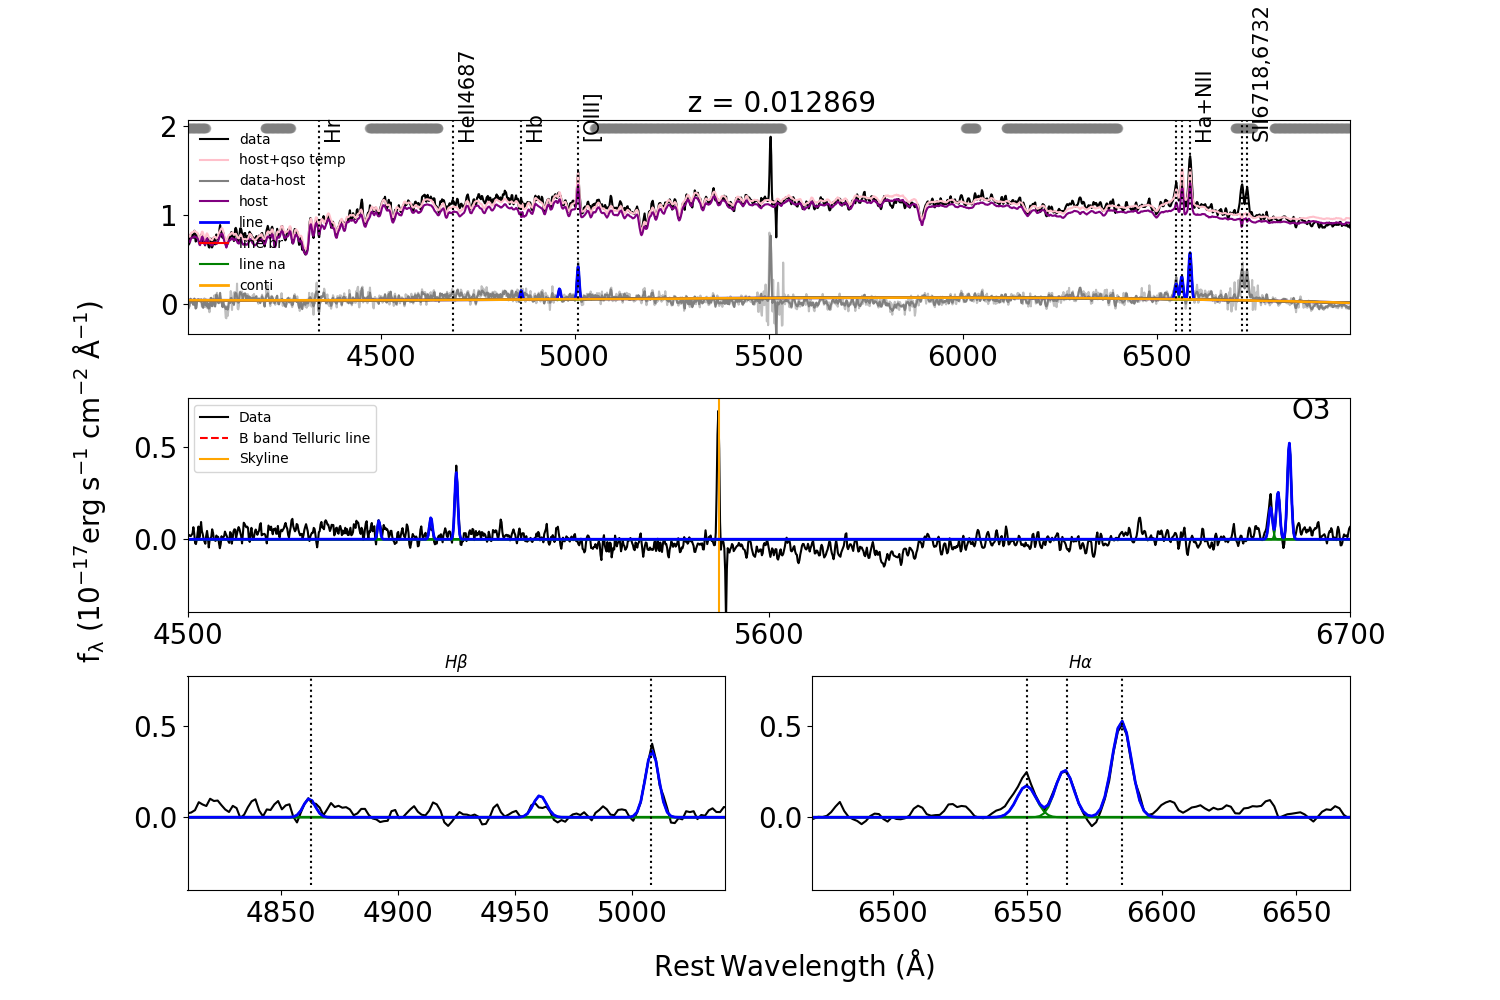 z = 0.012869
Hr
HeII4687
Hb
[OIII]
Ha+NII
SII6718,6732
data
host+qso temp
data-host
host
line
line br
line na
conti
2
1
0
4500
5000
5500
6000
6500
fλ (10⁻¹⁷erg s⁻¹ cm⁻² Å⁻¹)
O3
Data
B band Telluric line
Skyline
0.5
0.0
4500
5600
6700
Hβ
0.5
0.0
4850
4900
4950
5000
Hα
0.5
0.0
6500
6550
6600
6650
Rest Wavelength (Å)